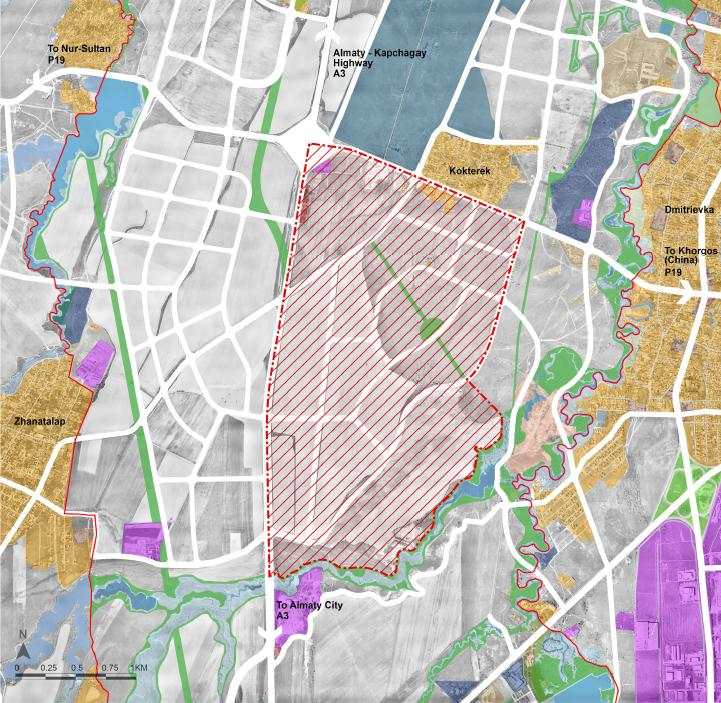 To Nur-Sultan
P19
Almaty - Kapchagay
Highway
A3
Kokterek
Dmitrievka
To Khorgos
(China)
P19
Zhanatalap
To Almaty City
A3
N
0 0.25 0.5 0.75 1KM